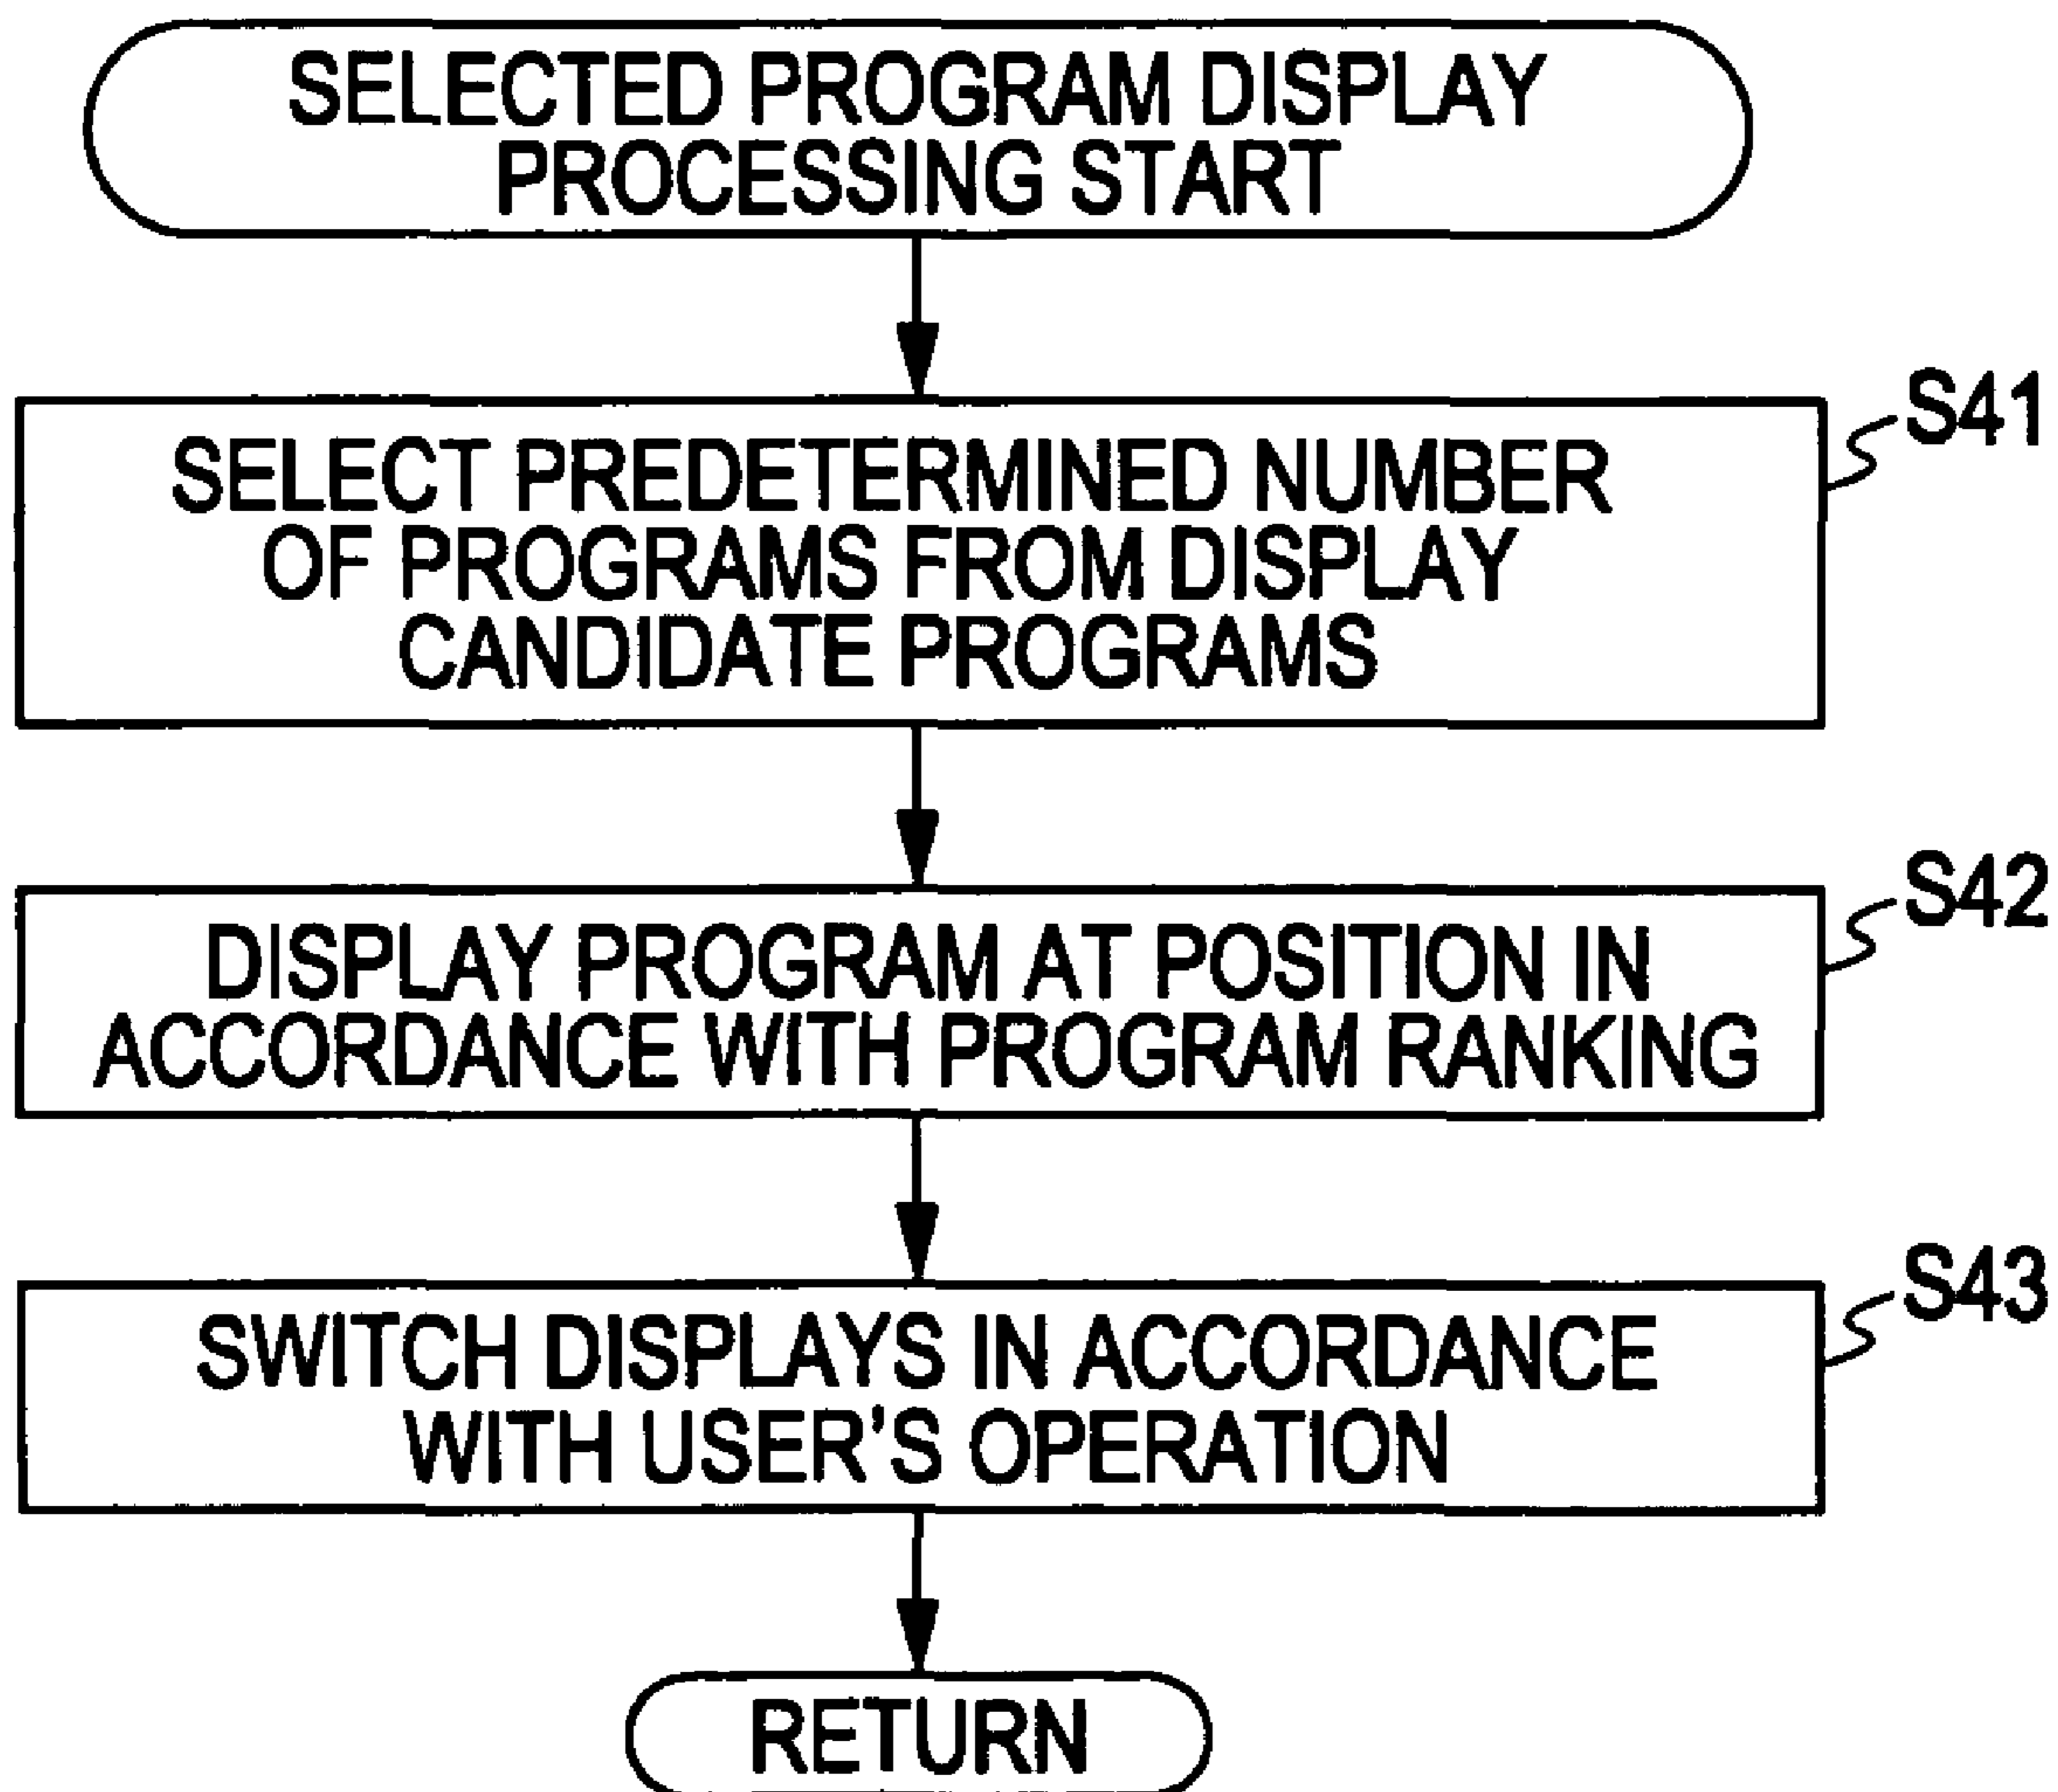 SELECTED PROGRAM DISPLAY
PROCESSING START
S41
SELECT PREDETERMINED NUMBER
OF PROGRAMS FROM DISPLAY
CANDIDATE PROGRAMS
S42
DISPLAY PROGRAM AT POSITION IN
ACCORDANCE WITH PROGRAM RANKING
S43
SWITCH DISPLAYS IN ACCORDANCE
WITH USER'S OPERATION
RETURN